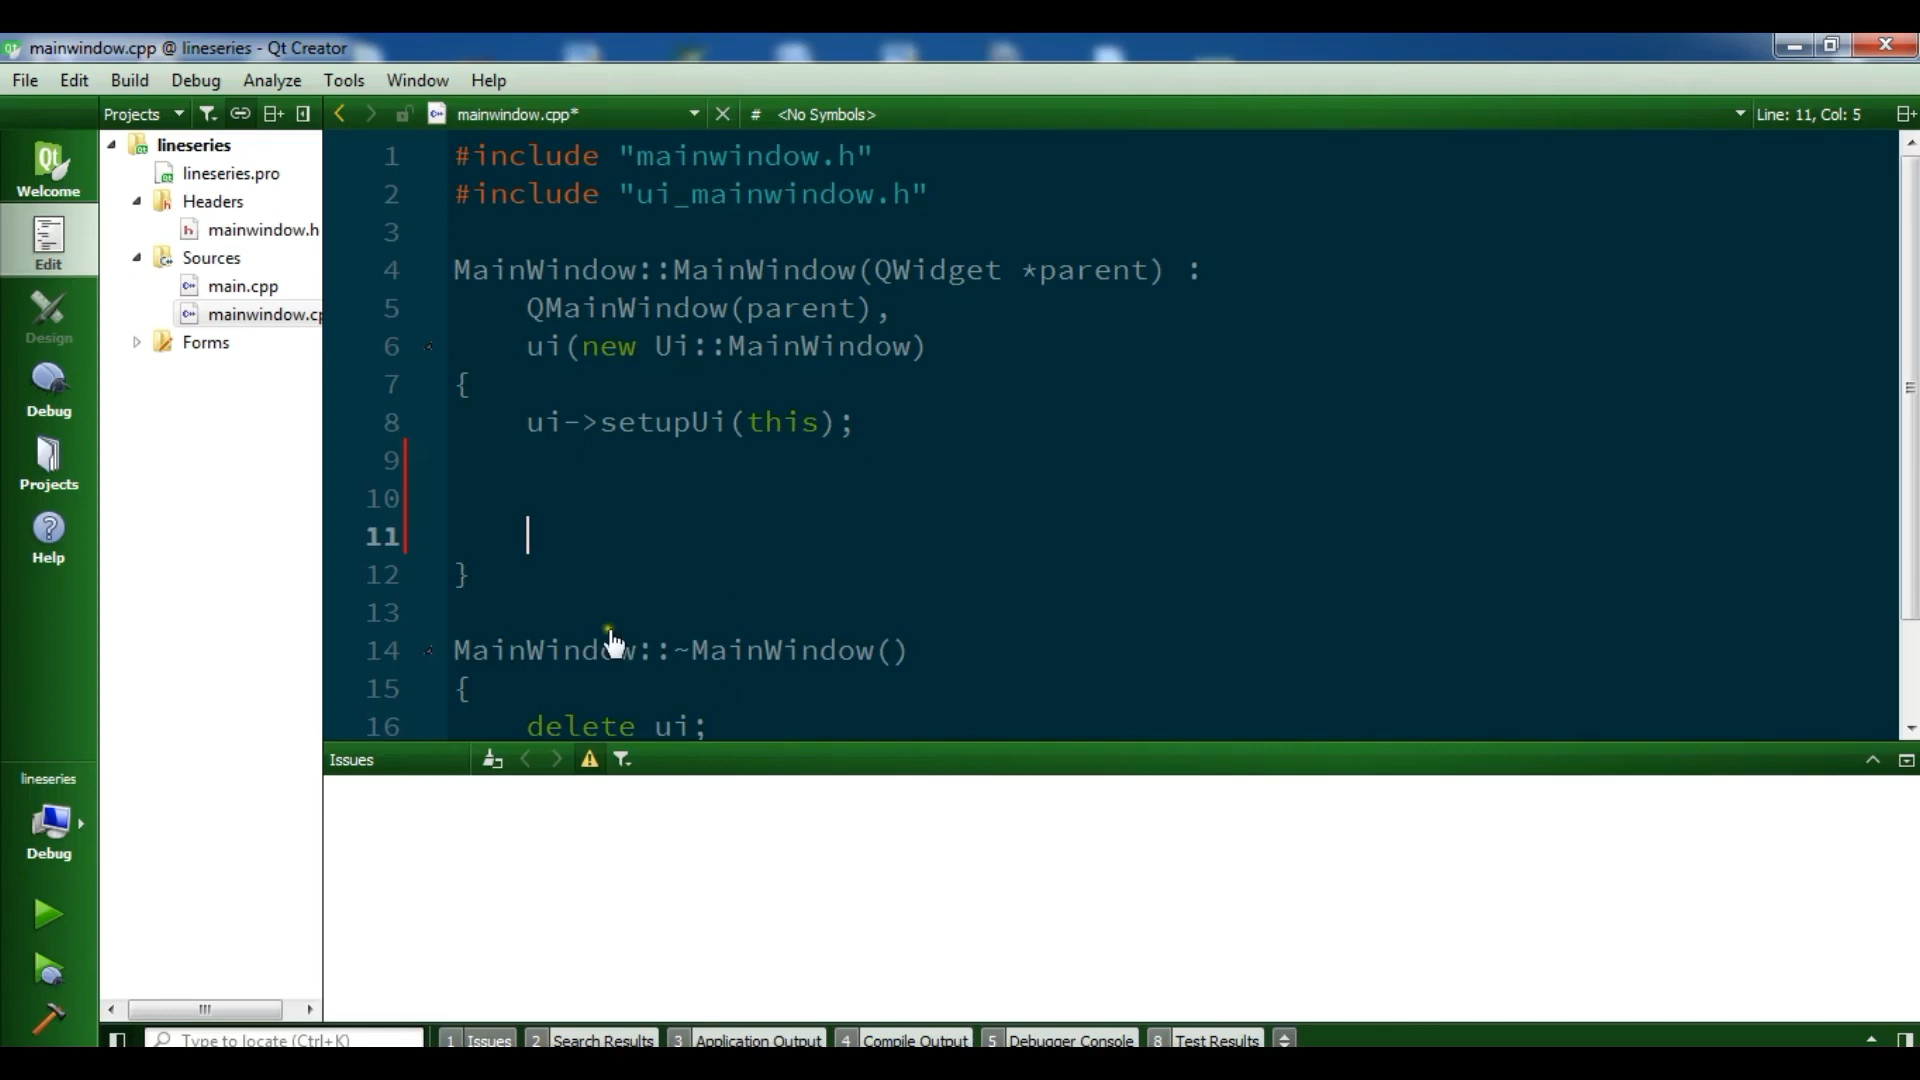 mainwindow.cpp @ lineseries - Qt Creator
File Edit Build Debug Analyze Tools Window Help
Projects mainwindow.cpp* # <No Symbols> Line: 11, Col: 5
Welcome
Edit
Design
Debug
Projects
Help
lineseries
Debug
lineseries
lineseries.pro
Headers
mainwindow.h
Sources
main.cpp
mainwindow.cp
Forms
1 #include "mainwindow.h"
2 #include "ui_mainwindow.h"
3
4 MainWindow::MainWindow(QWidget *parent) :
5 QMainWindow(parent),
6 ui(new Ui::MainWindow)
7 {
8 ui->setupUi(this);
9
10
11
12 }
13
14 MainWindow::~MainWindow()
15 {
16 delete ui;
Issues
Type to locate (Ctrl+K) 1 Issues 2 Search Results 3 Application Output 4 Compile Output 5 Debugger Console 8 Test Results